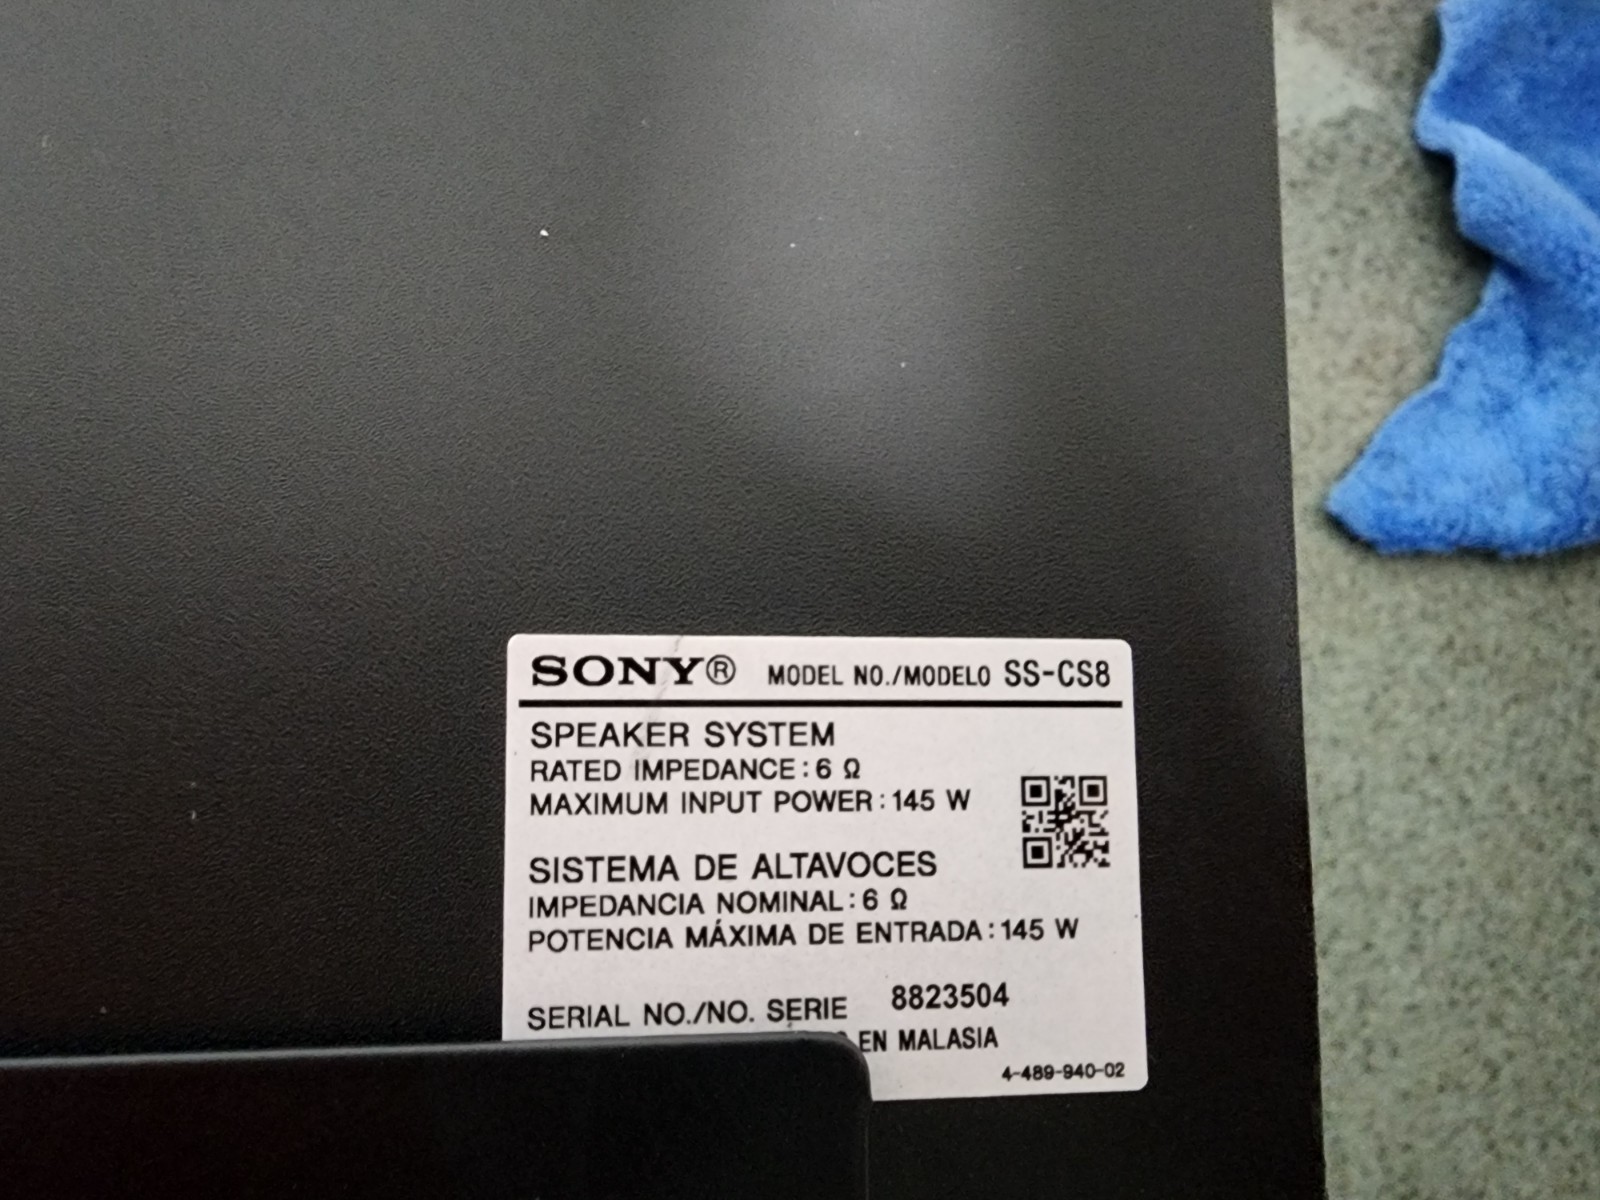 SONY® MODEL NO./MODELO SS-CS8
SPEAKER SYSTEM
RATED IMPEDANCE : 6 Ω
MAXIMUM INPUT POWER : 145 W
SISTEMA DE ALTAVOCES
IMPEDANCIA NOMINAL : 6 Ω
POTENCIA MÁXIMA DE ENTRADA : 145 W
SERIAL NO./NO. SERIE 8823504
EN MALASIA
4-489-940-02